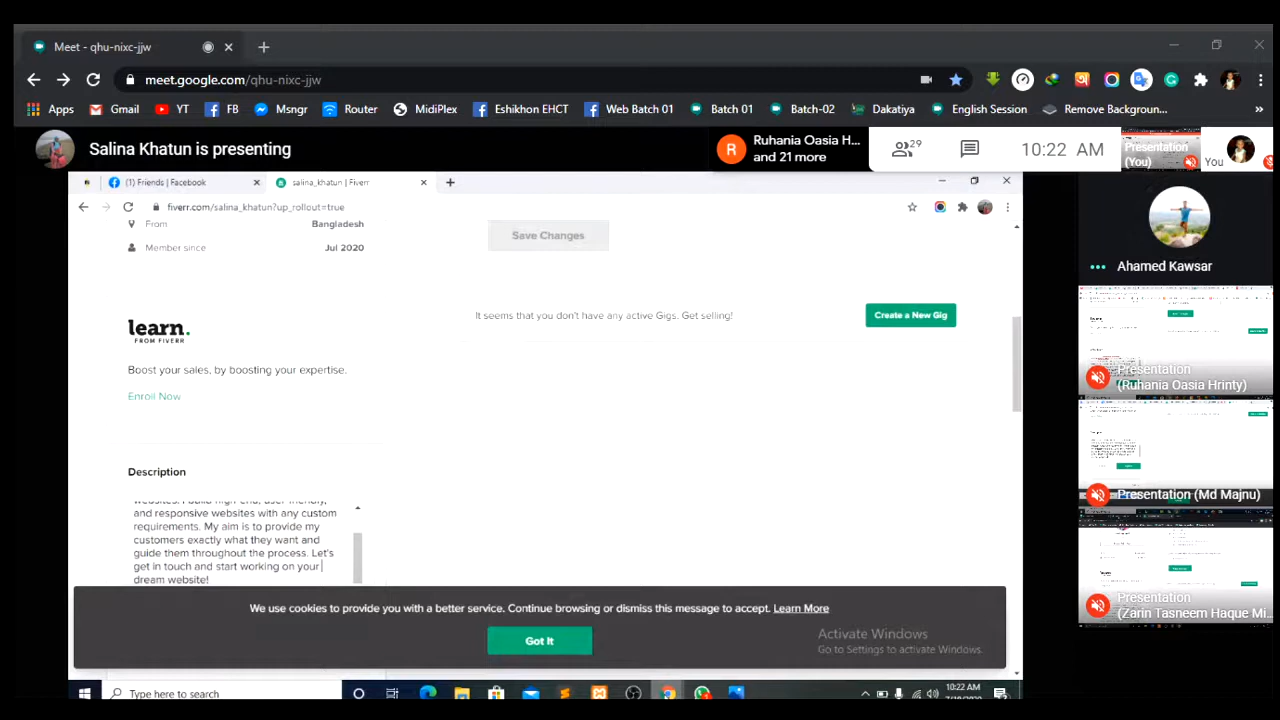 Meet - qhu-nixc-jjw
meet.google.com/qhu-nixc-jjw
Apps Gmail YT FB Msngr Router MidiPlex Eshikhon EHCT Web Batch 01 Batch 01 Batch-02 Dakatiya English Session Remove Backgroun... »
Salina Khatun is presenting
R Ruhania Oasia H...
and 21 more
29
10:22 AM
Presentation
(You)
You
(1) Friends | Facebook
salina_khatun | Fiverr
fiverr.com/salina_khatun?up_rollout=true
From Bangladesh
Member since Jul 2020
Save Changes
It seems that you don't have any active Gigs. Get selling!
Create a New Gig
learn.
FROM FIVERR
Boost your sales, by boosting your expertise.
Enroll Now
Description
and responsive websites with any custom
requirements. My aim is to provide my
customers exactly what they want and
guide them throughout the process. Let's
get in touch and start working on your
dream website!
We use cookies to provide you with a better service. Continue browsing or dismiss this message to accept. Learn More
Got It
Activate Windows
Go to Settings to activate Windows.
Type here to search
10:22 AM
Ahamed Kawsar
Presentation
(Ruhania Oasia Hrinty)
Presentation (Md Majnu)
Presentation
(Zarin Tasneem Haque Mi...